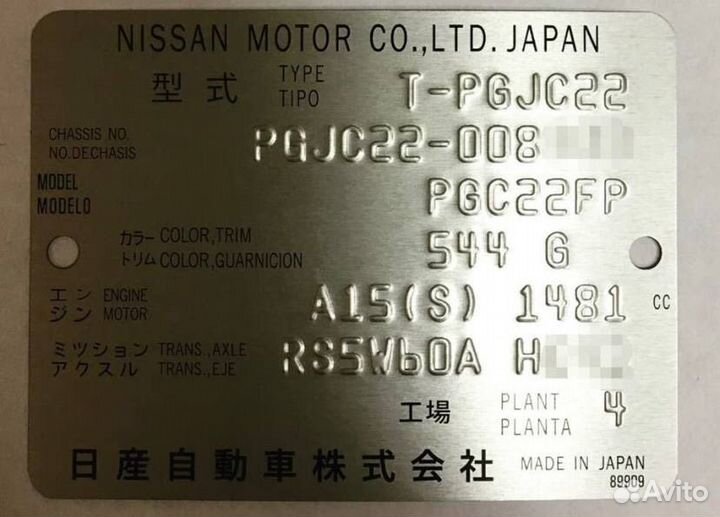 NISSAN MOTOR CO.,LTD. JAPAN
型式 TYPE TIPO T-PGJC22
CHASSIS NO. NO.DECHASIS PGJC22-008
MODEL MODELO PGC22FP
カラー COLOR,TRIM
トリム COLOR,GUARNICION 544 G
エン ENGINE
ジン MOTOR A15(S) 1481 CC
ミッション TRANS.,AXLE
アクスル TRANS.,EJE RS5W60A H
工場 PLANT PLANTA 4
日産自動車株式会社 MADE IN JAPAN
89909
Avito